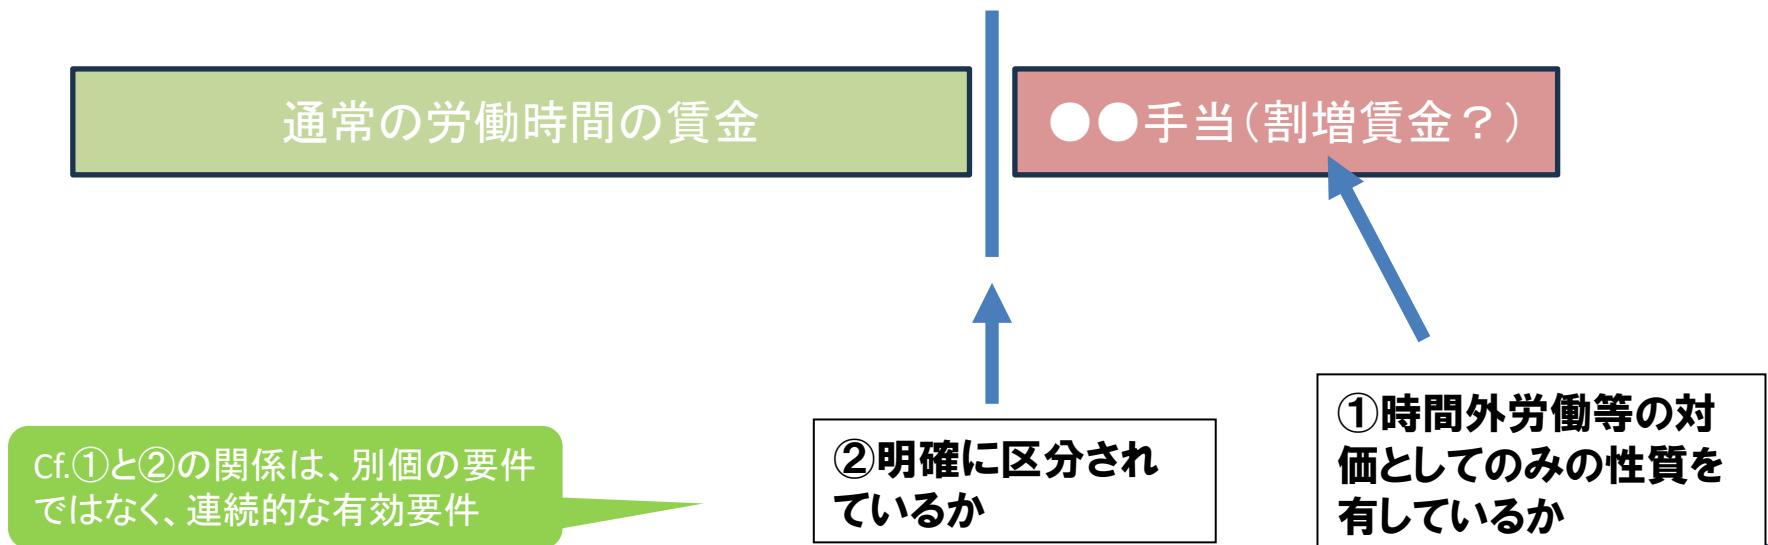 通常の労働時間の賃金
●●手当(割増賃金？)
Cf.①と②の関係は、別個の要件
ではなく、連続的な有効要件
②明確に区分され
ているか
①時間外労働等の対
価としてのみの性質を
有しているか